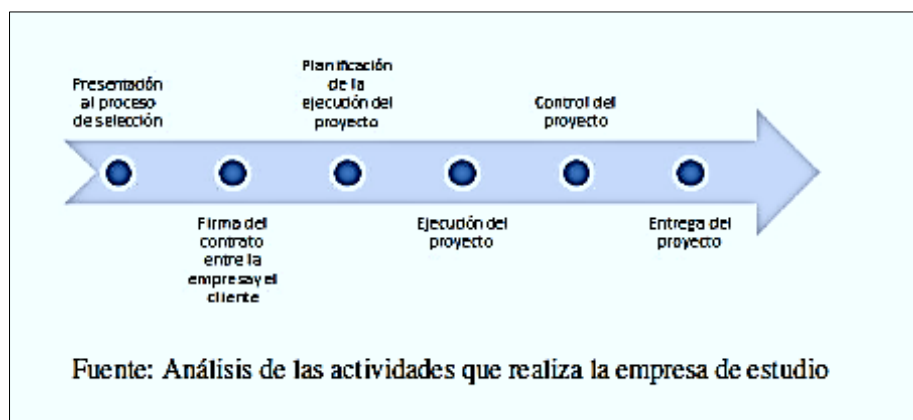 Presentación
al proceso
de selección
Firma del
contrato
entre la
empresa y el
cliente
Planificación
de la
ejecución del
proyecto
Ejecución del
proyecto
Control del
proyecto
Entrega del
proyecto
Fuente: Análisis de las actividades que realiza la empresa de estudio